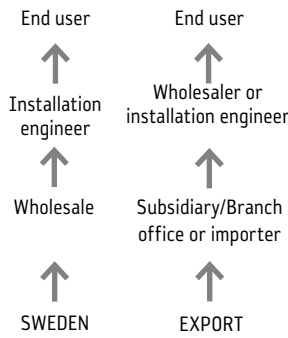 End user
Installation
engineer
Wholesale
SWEDEN
End user
Wholesaler or
installation engineer
Subsidiary/Branch
office or importer
EXPORT